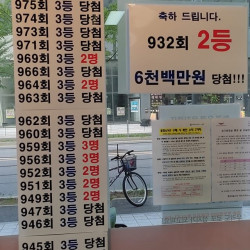 975회 3등 당첨
974회 3등 당첨
973회 3등 당첨
971회 3등 당첨
969회 3등 2명
966회 3등 당첨
964회 3등 2명
963회 3등 당첨
962회 3등 당첨
960회 3등 당첨
959회 3등 3명
956회 3등 3명
952회 3등 2명
951회 3등 2명
949회 3등 2명
947회 3등 당첨
946회 3등 당첨
945회 3등 당첨
축하 드립니다.
932회 2등
6천백만원 당첨!!!